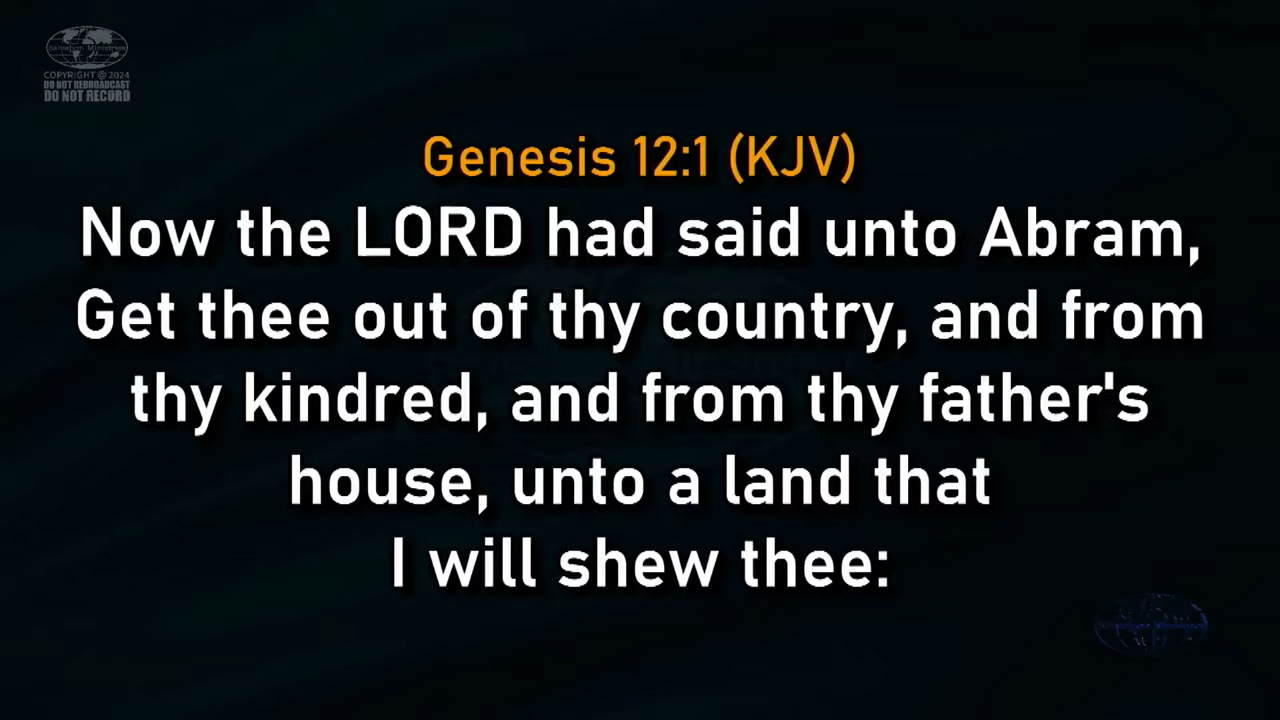 Salvation Ministries
COPYRIGHT @ 2024
DO NOT REBROADCAST
DO NOT RECORD
Genesis 12:1 (KJV)
Now the LORD had said unto Abram,
Get thee out of thy country, and from
thy kindred, and from thy father's
house, unto a land that
I will shew thee: